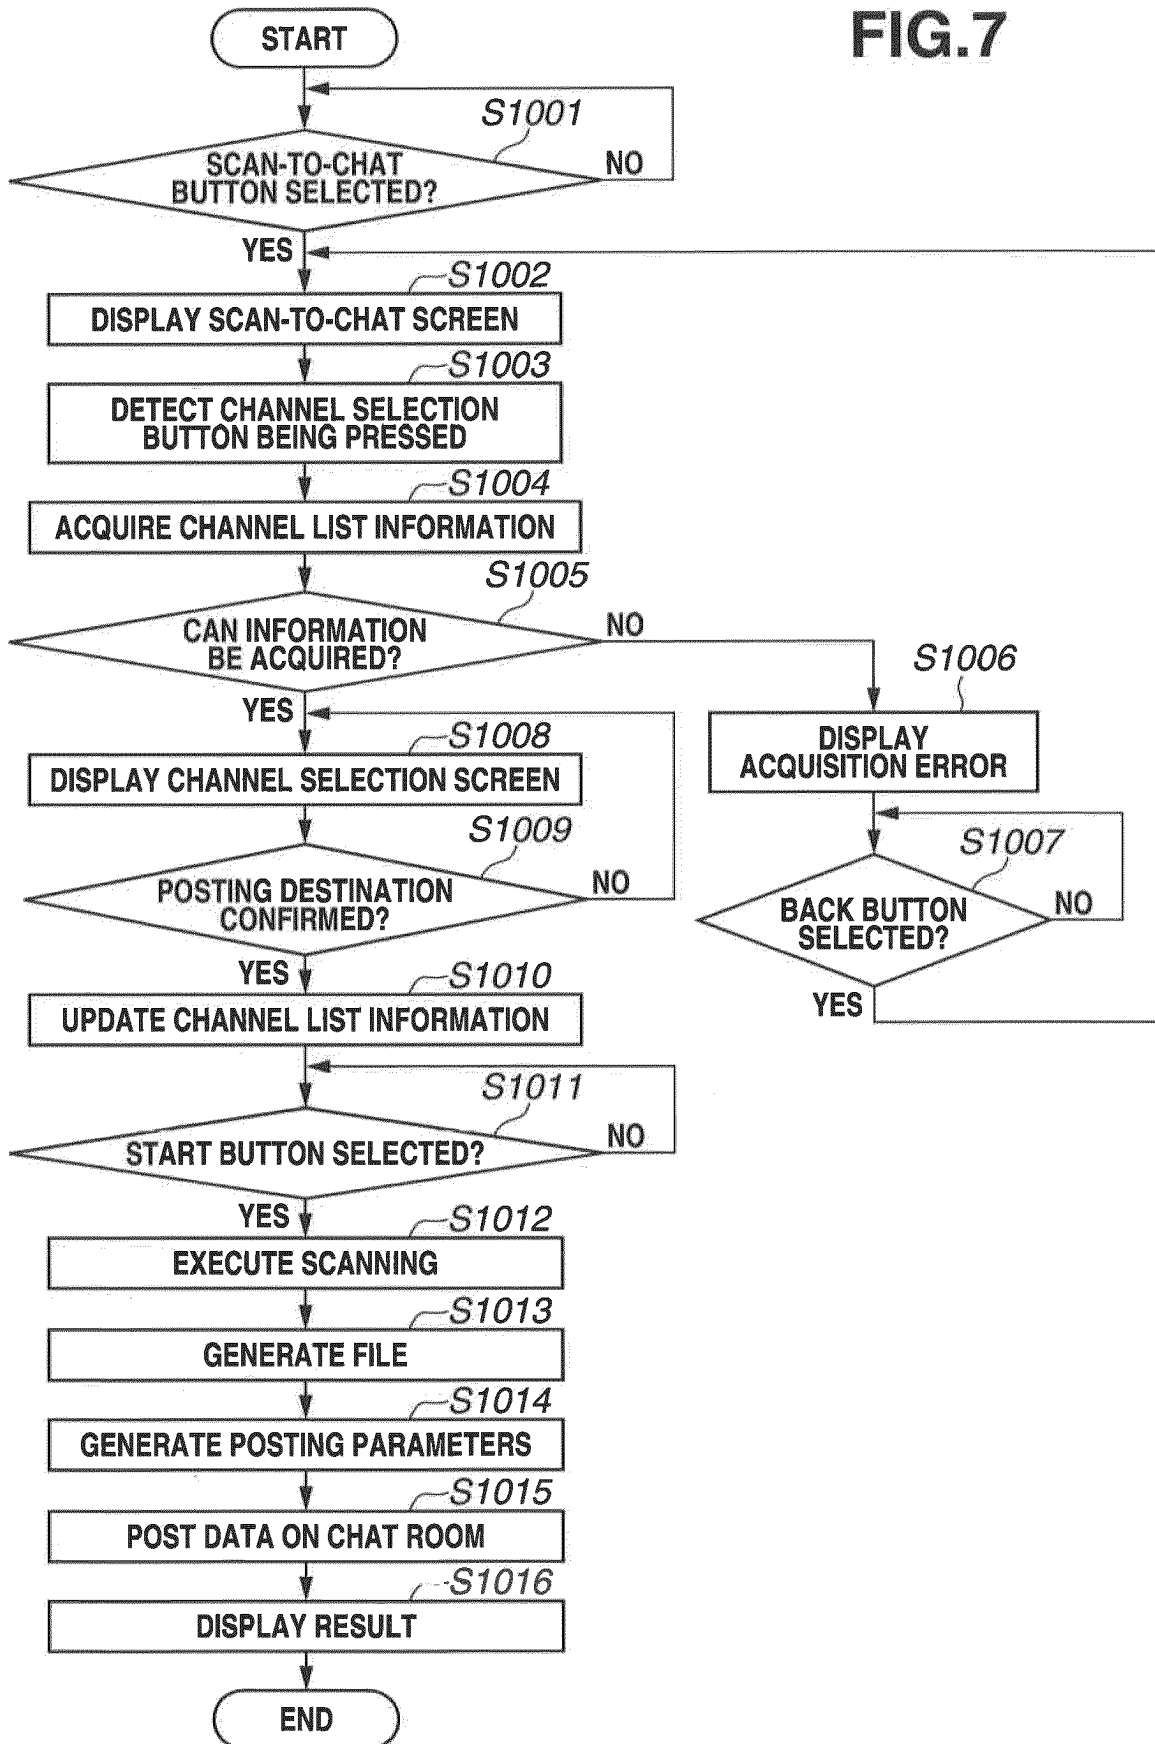 FIG.7
START
S1001
SCAN-TO-CHAT
BUTTON SELECTED?
NO
YES
S1002
DISPLAY SCAN-TO-CHAT SCREEN
S1003
DETECT CHANNEL SELECTION
BUTTON BEING PRESSED
S1004
ACQUIRE CHANNEL LIST INFORMATION
S1005
CAN INFORMATION
BE ACQUIRED?
NO
YES
S1006
DISPLAY
ACQUISITION ERROR
S1007
BACK BUTTON
SELECTED?
NO
YES
S1008
DISPLAY CHANNEL SELECTION SCREEN
S1009
POSTING DESTINATION
CONFIRMED?
NO
YES
S1010
UPDATE CHANNEL LIST INFORMATION
S1011
START BUTTON SELECTED?
NO
YES
S1012
EXECUTE SCANNING
S1013
GENERATE FILE
S1014
GENERATE POSTING PARAMETERS
S1015
POST DATA ON CHAT ROOM
S1016
DISPLAY RESULT
END